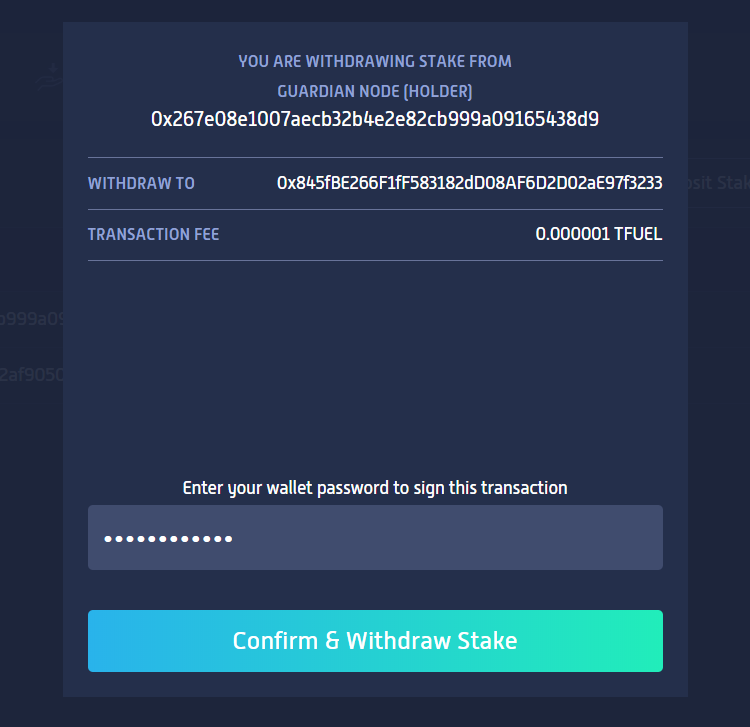 YOU ARE WITHDRAWING STAKE FROM
GUARDIAN NODE (HOLDER)
0x267e08e1007aecb32b4e2e82cb999a09165438d9
WITHDRAW TO 0x845fBE266F1fF583182dD08AF6D2D02aE97f3233
TRANSACTION FEE 0.000001 TFUEL
osit Stak
b999a09
2af9050
Enter your wallet password to sign this transaction
••••••••••••
Confirm & Withdraw Stake